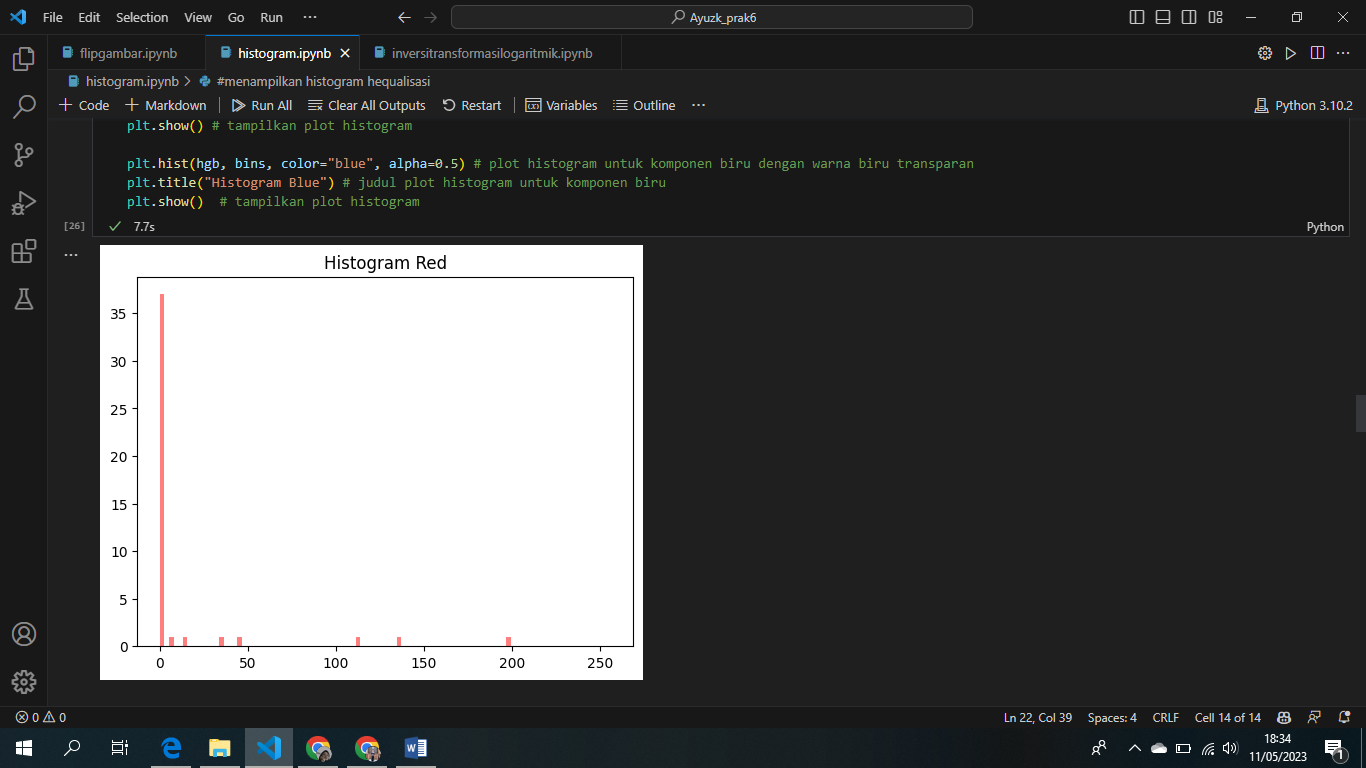 File Edit Selection View Go Run ··· Ayuzk_prak6
flipgambar.ipynb histogram.ipynb inversitransformasilogaritmik.ipynb
histogram.ipynb > #menampilkan histogram hequalisasi
Code Markdown Run All Clear All Outputs Restart Variables Outline ··· Python 3.10.2
plt.show() # tampilkan plot histogram
plt.hist(hgb, bins, color="blue", alpha=0.5) # plot histogram untuk komponen biru dengan warna biru transparan
plt.title("Histogram Blue") # judul plot histogram untuk komponen biru
plt.show()  # tampilkan plot histogram
[26] 7.7s Python
Histogram Red
35
30
25
20
15
10
5
0
0 50 100 150 200 250
0 0 Ln 22, Col 39 Spaces: 4 CRLF Cell 14 of 14
18:34
11/05/2023 1